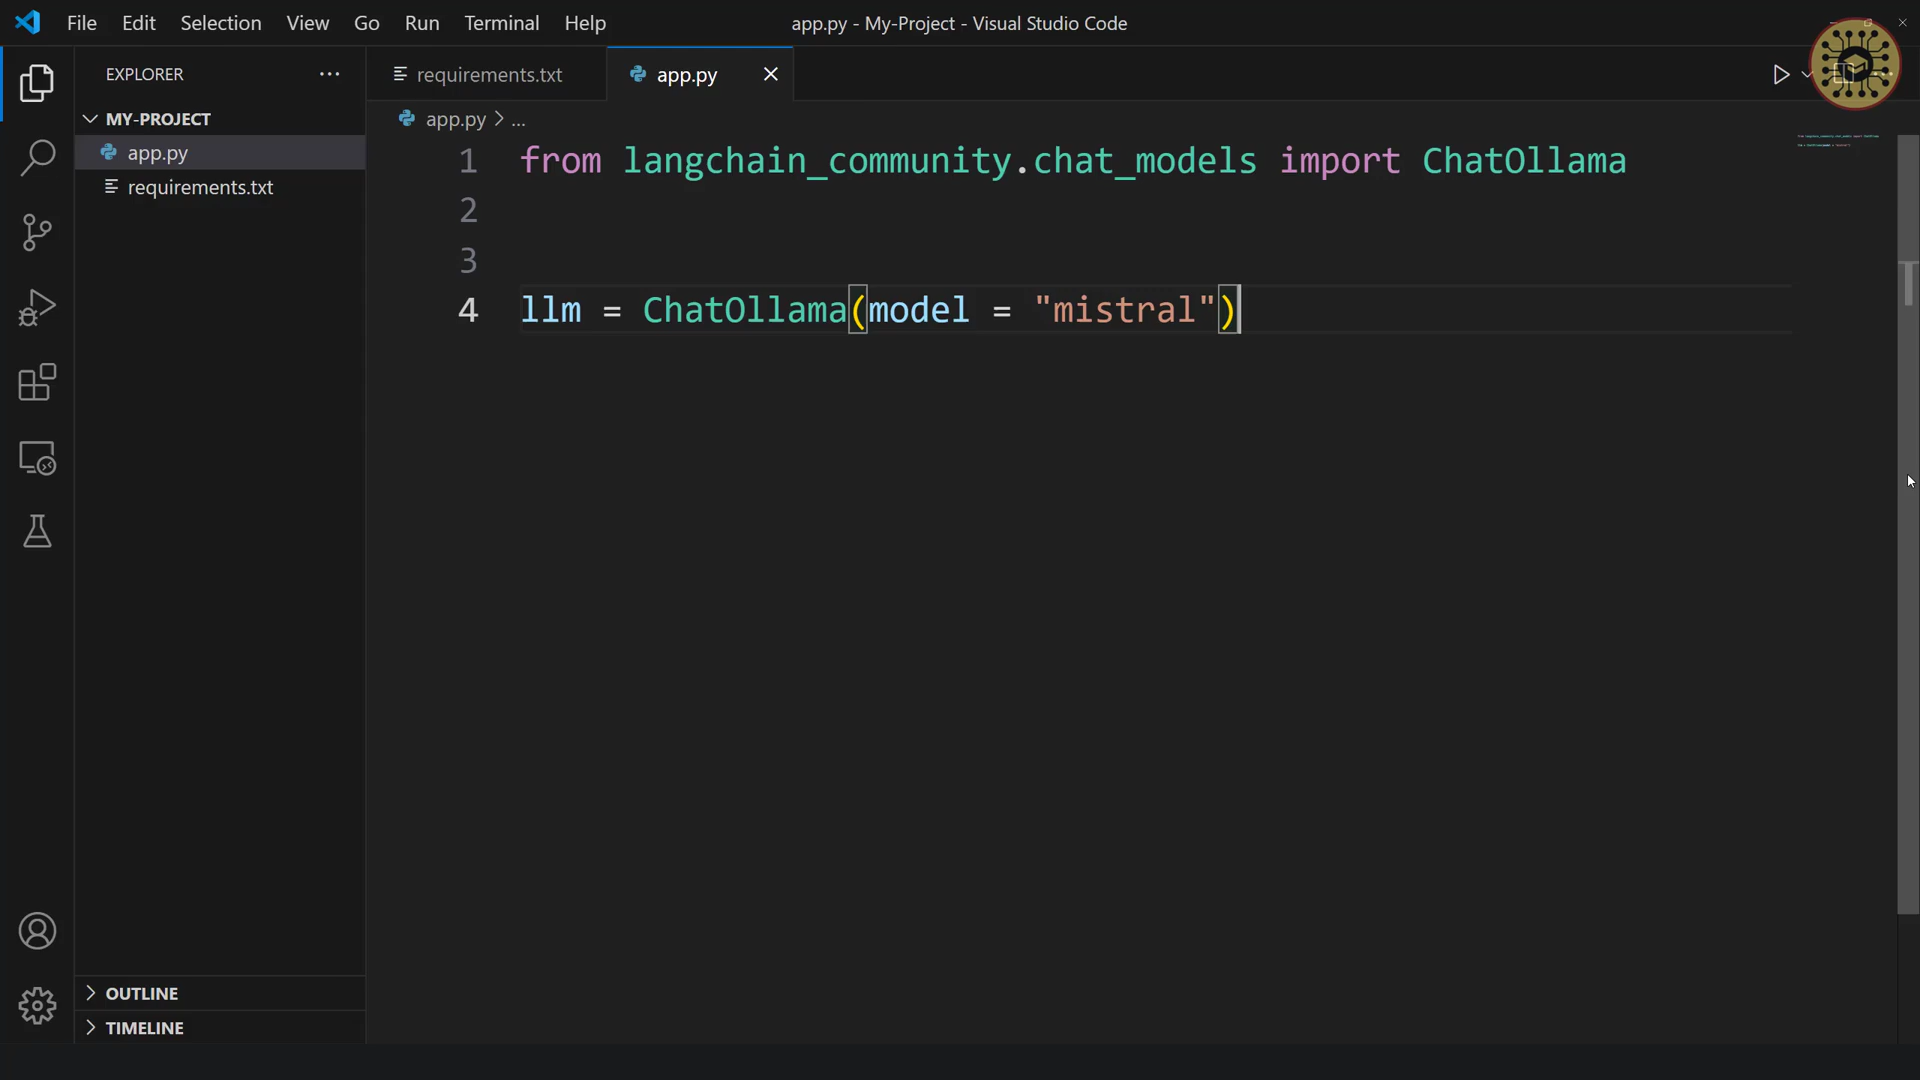 File Edit Selection View Go Run Terminal Help app.py - My-Project - Visual Studio Code
EXPLORER ··· requirements.txt app.py
MY-PROJECT
app.py
requirements.txt
app.py > ...
1 from langchain_community.chat_models import ChatOllama
2
3
4 llm = ChatOllama(model = "mistral")
OUTLINE
TIMELINE